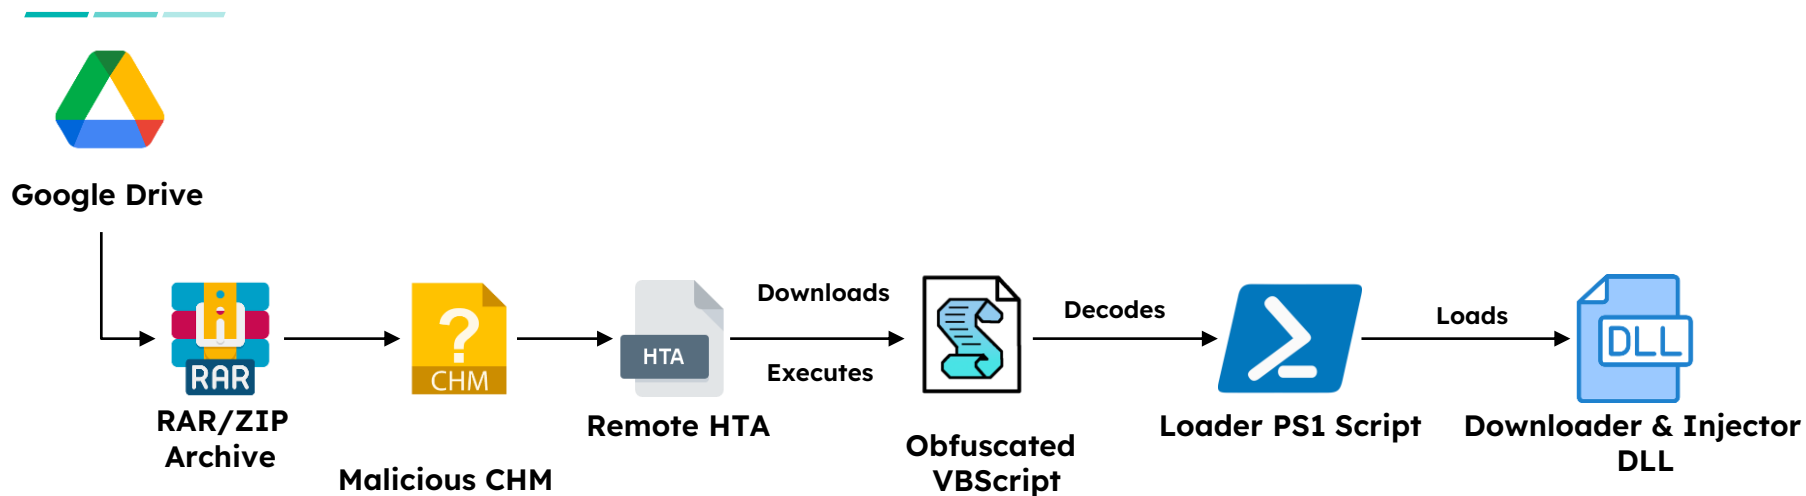 Google Drive
RAR
RAR/ZIP
Archive
?
CHM
Malicious CHM
HTA
Remote HTA
Downloads
Executes
Obfuscated
VBScript
Decodes
Loader PS1 Script
Loads
DLL
Downloader & Injector
DLL